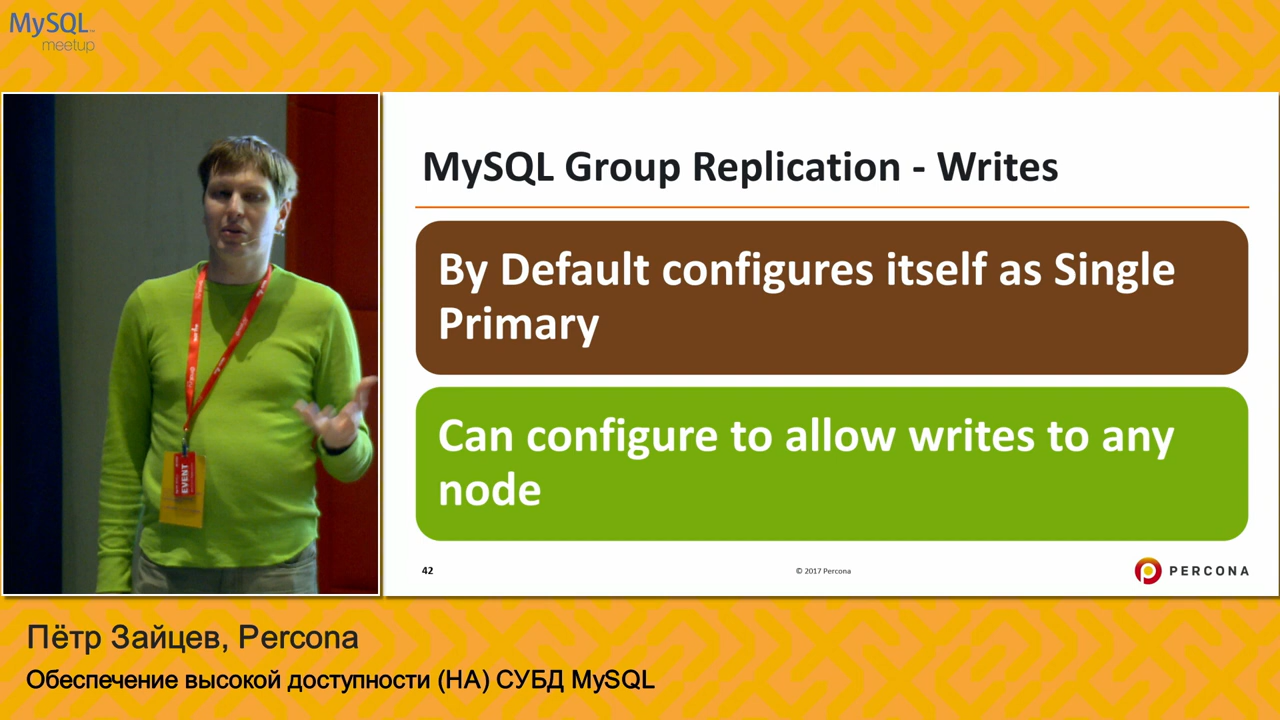 MySQL
meetup
MySQL Group Replication - Writes
By Default configures itself as Single
Primary
Can configure to allow writes to any
node
42
© 2017 Percona
PERCONA
EVENT
Пётр Зайцев, Percona
Обеспечение высокой доступности (HA) СУБД MySQL